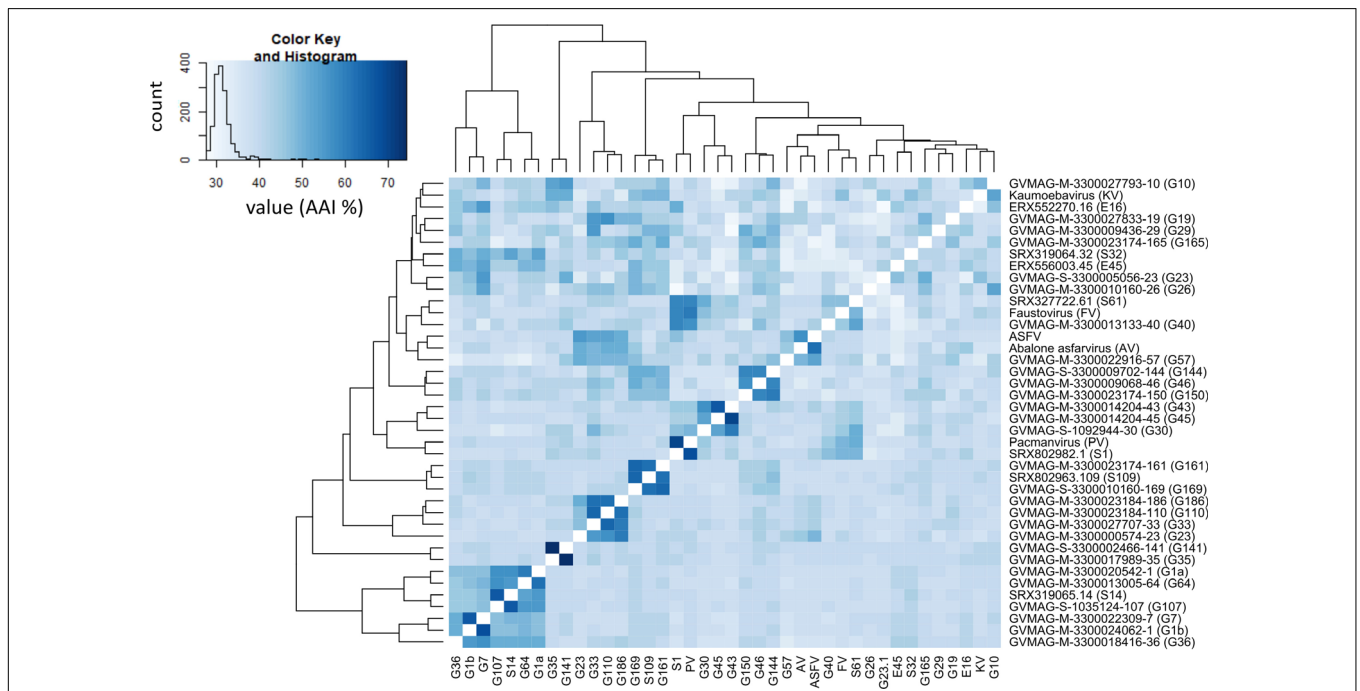 Color Key
and Histogram
count
0 200 400
30 40 50 60 70
value (AAI %)
GVMAG-M-3300027793-10 (G10)
Kaumoebavirus (KV)
ERX552270.16 (E16)
GVMAG-M-3300027833-19 (G19)
GVMAG-M-3300009436-29 (G29)
GVMAG-M-3300023174-165 (G165)
SRX319064.32 (S32)
ERX556003.45 (E45)
GVMAG-S-3300005056-23 (G23)
GVMAG-M-3300010160-26 (G26)
SRX327722.61 (S61)
Faustovirus (FV)
GVMAG-M-3300013133-40 (G40)
ASFV
Abalone asfarvirus (AV)
GVMAG-M-3300022916-57 (G57)
GVMAG-S-3300009702-144 (G144)
GVMAG-M-3300009068-46 (G46)
GVMAG-M-3300023174-150 (G150)
GVMAG-M-3300014204-43 (G43)
GVMAG-M-3300014204-45 (G45)
GVMAG-S-1092944-30 (G30)
Pacmanvirus (PV)
SRX802982.1 (S1)
GVMAG-M-3300023174-161 (G161)
SRX802963.109 (S109)
GVMAG-S-3300010160-169 (G169)
GVMAG-M-3300023184-186 (G186)
GVMAG-M-3300023184-110 (G110)
GVMAG-M-3300027707-33 (G33)
GVMAG-M-3300000574-23 (G23)
GVMAG-S-3300002466-141 (G141)
GVMAG-M-3300017989-35 (G35)
GVMAG-M-3300020542-1 (G1a)
GVMAG-M-3300013005-64 (G64)
SRX319065.14 (S14)
GVMAG-S-1035124-107 (G107)
GVMAG-M-3300022309-7 (G7)
GVMAG-M-3300024062-1 (G1b)
GVMAG-M-3300018416-36 (G36)
G36 G1b G7 G107 S14 G64 G1a G35 G141 G23 G33 G110 G186 G169 S109 G161 S1 PV G30 G45 G43 G150 G46 G144 G57 AV ASFV G40 FV S61 G26 G23.1 E45 S32 G165 G29 G19 E16 KV G10